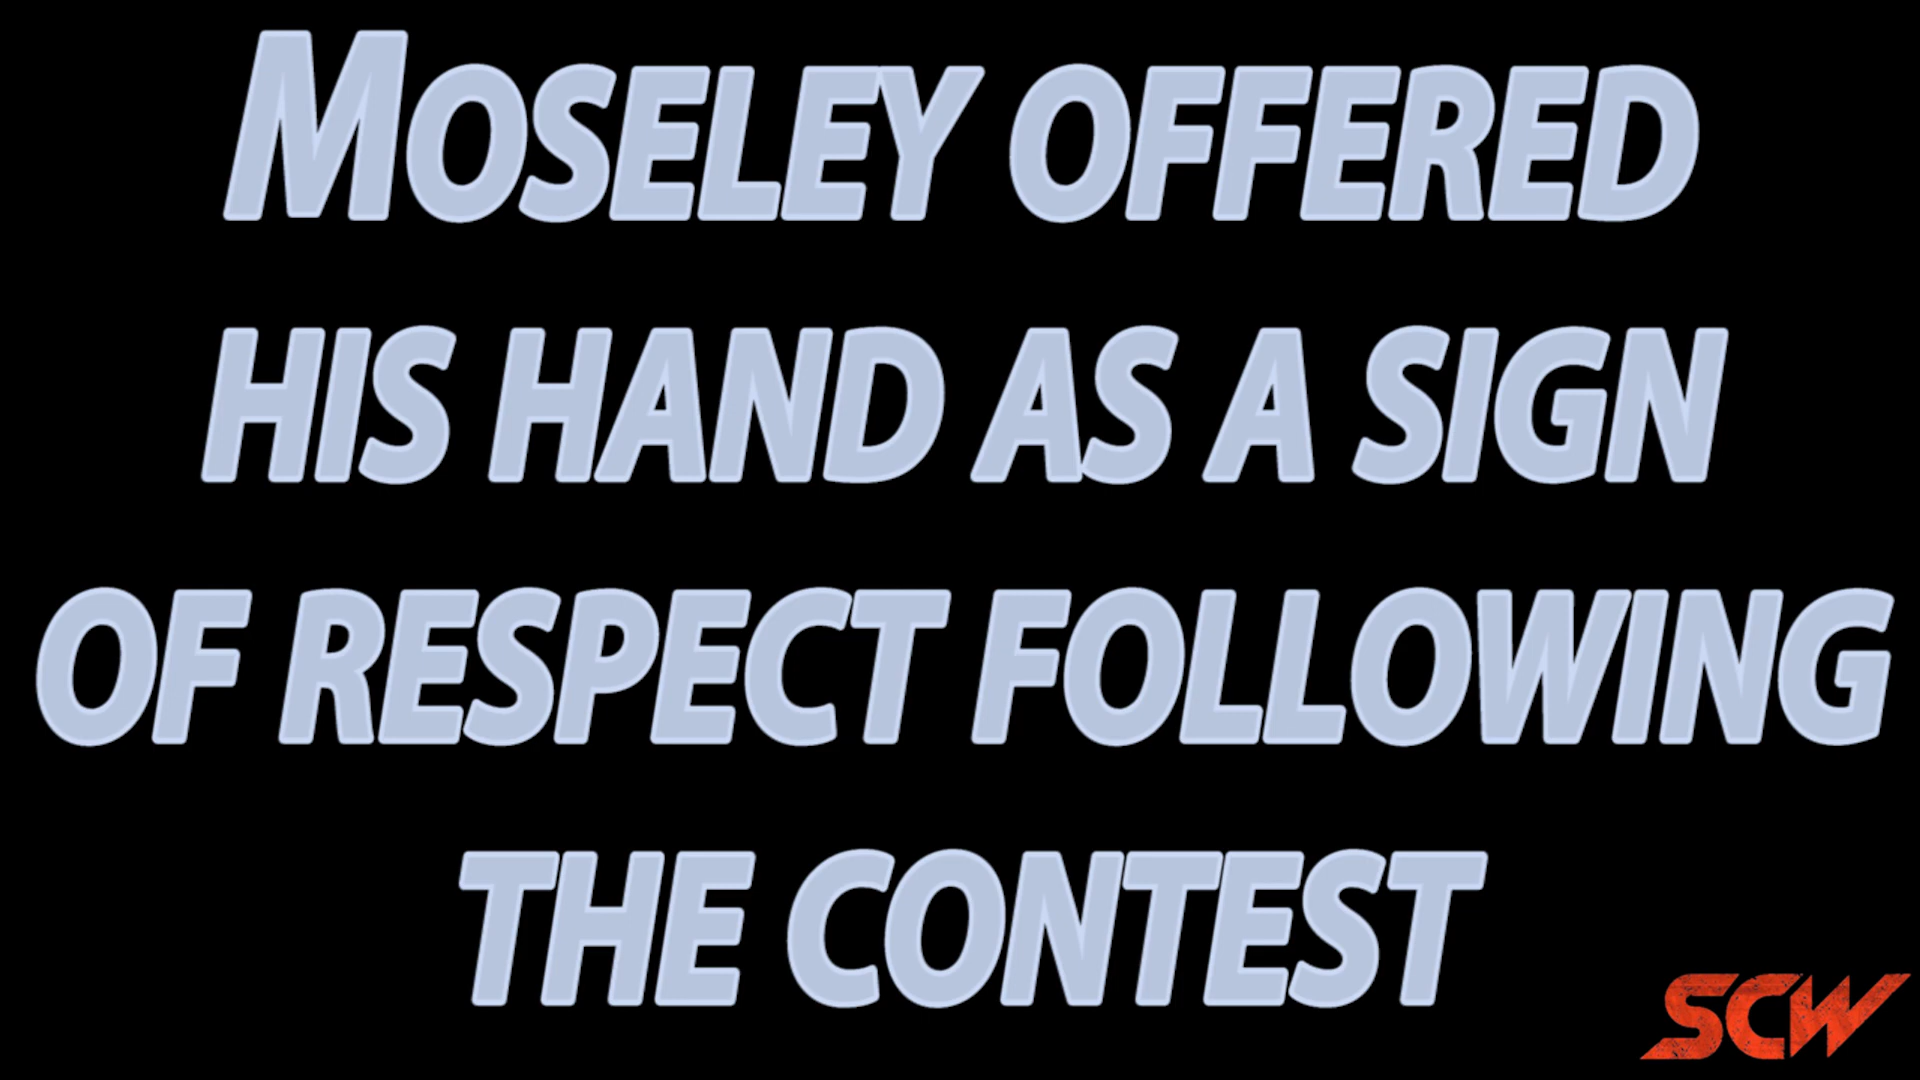 Moseley offered
his hand as a sign
of respect following
the contest
SCW